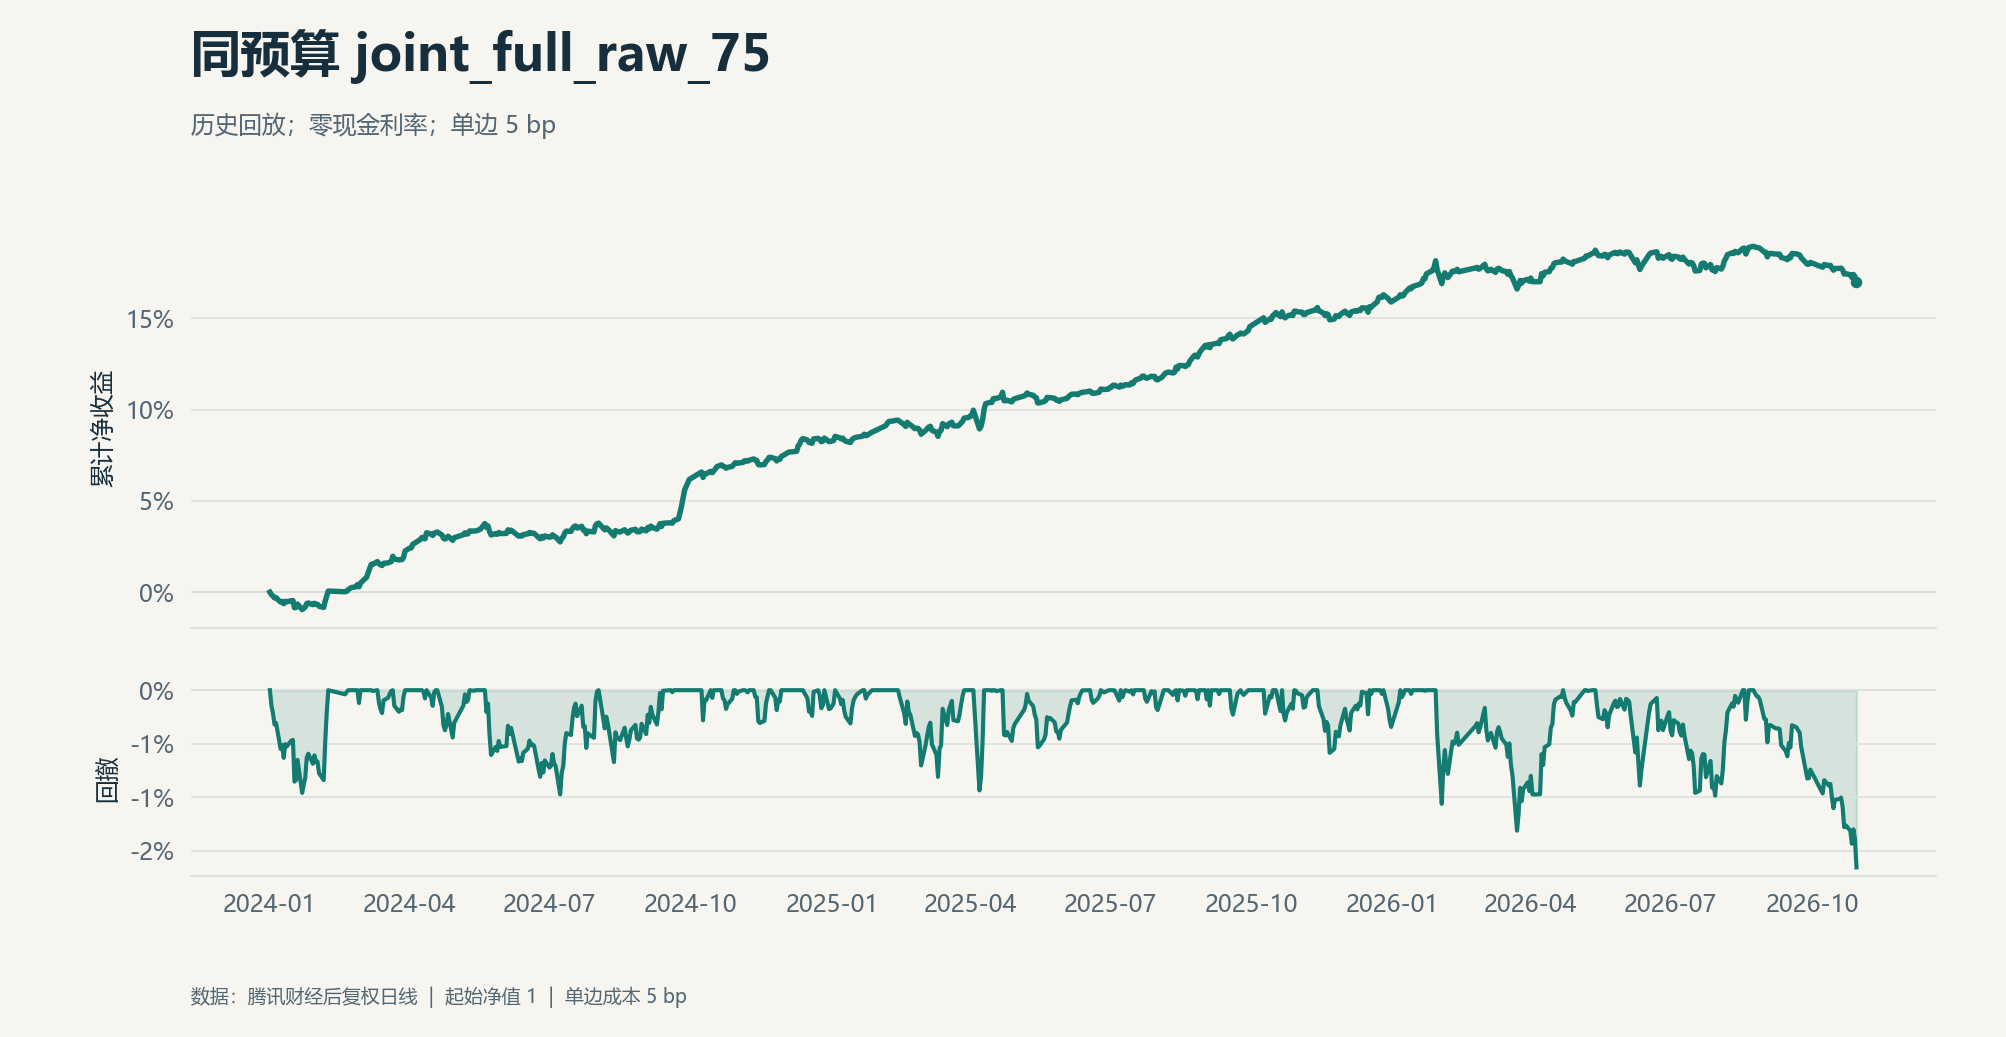 同预算 joint_full_raw_75
历史回放；零现金利率；单边 5 bp
15%
10%
5%
0%
累计净收益
0%
-1%
-1%
-2%
回撤
2024-01 2024-04 2024-07 2024-10 2025-01 2025-04 2025-07 2025-10 2026-01 2026-04 2026-07 2026-10
数据：腾讯财经后复权日线 | 起始净值 1 | 单边成本 5 bp